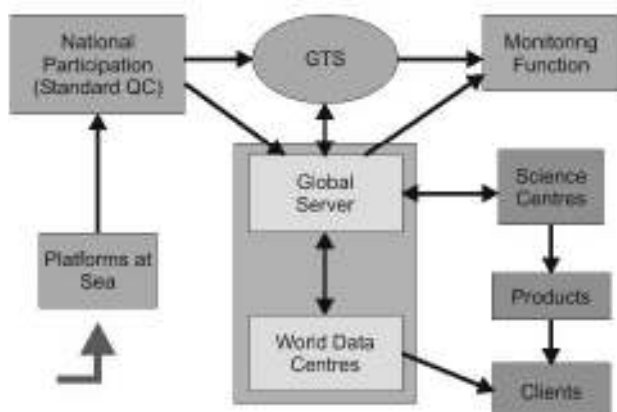 National
Participation
(Standard QC)
GTS
Monitoring
Function
Global
Server
Science
Centres
Platforms at
Sea
Products
World Data
Centres
Clients